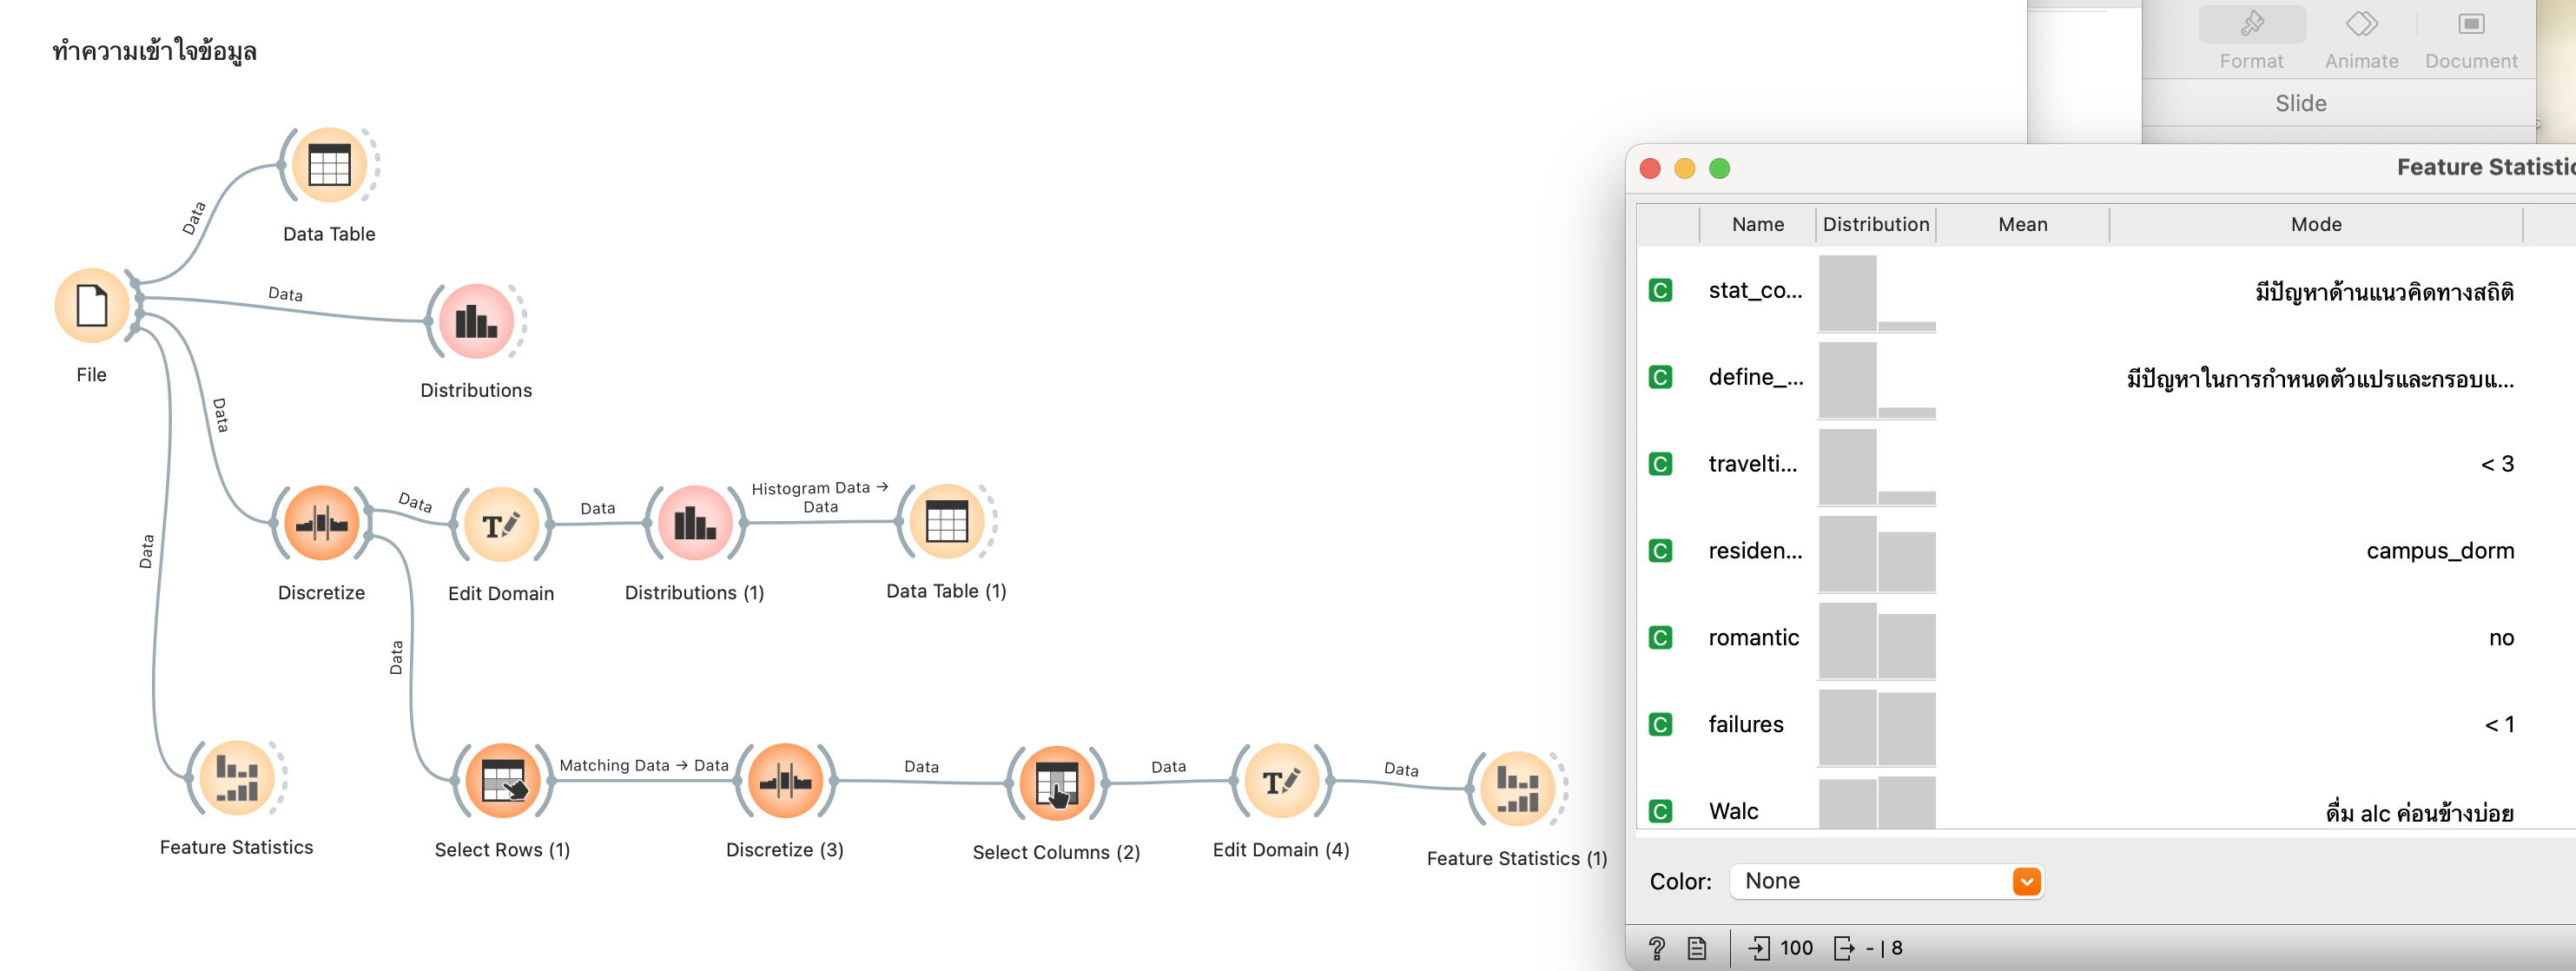 ทำความเข้าใจข้อมูล
Data
Data Table
Data
Distributions
File
Data
Data
Discretize
Data
Edit Domain
Data
Distributions (1)
Histogram Data →
Data
Data Table (1)
Data
Feature Statistics
Select Rows (1)
Matching Data → Data
Discretize (3)
Data
Select Columns (2)
Data
Edit Domain (4)
Data
Feature Statistics (1)
Format Animate Document
Slide
Feature Statistic
Name Distribution Mean Mode
C stat_co... มีปัญหาด้านแนวคิดทางสถิติ
C define_... มีปัญหาในการกำหนดตัวแปรและกรอบแ...
C travelti... < 3
C residen... campus_dorm
C romantic no
C failures < 1
C Walc ดื่ม alc ค่อนข้างบ่อย
Color: None
? 100 - | 8